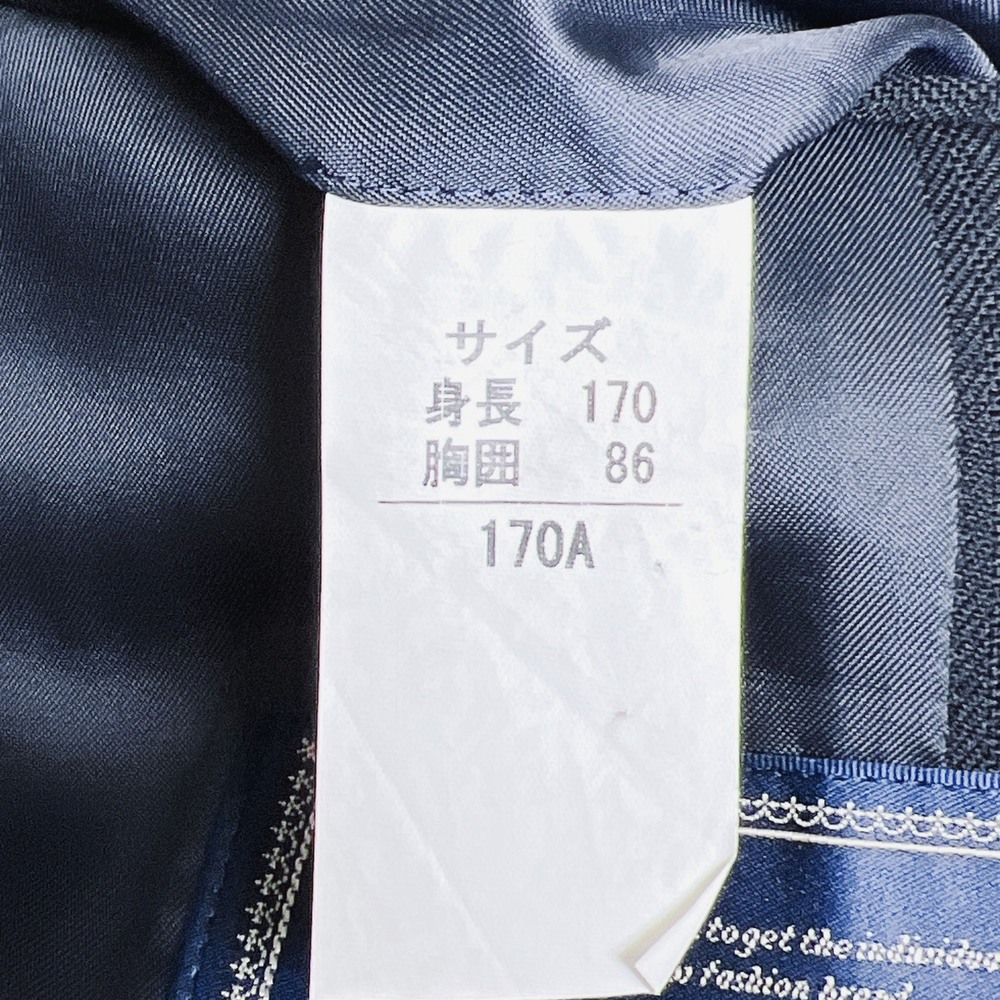 サイズ
身長 170
胸囲 86
170A
to get the individu
fashion brand